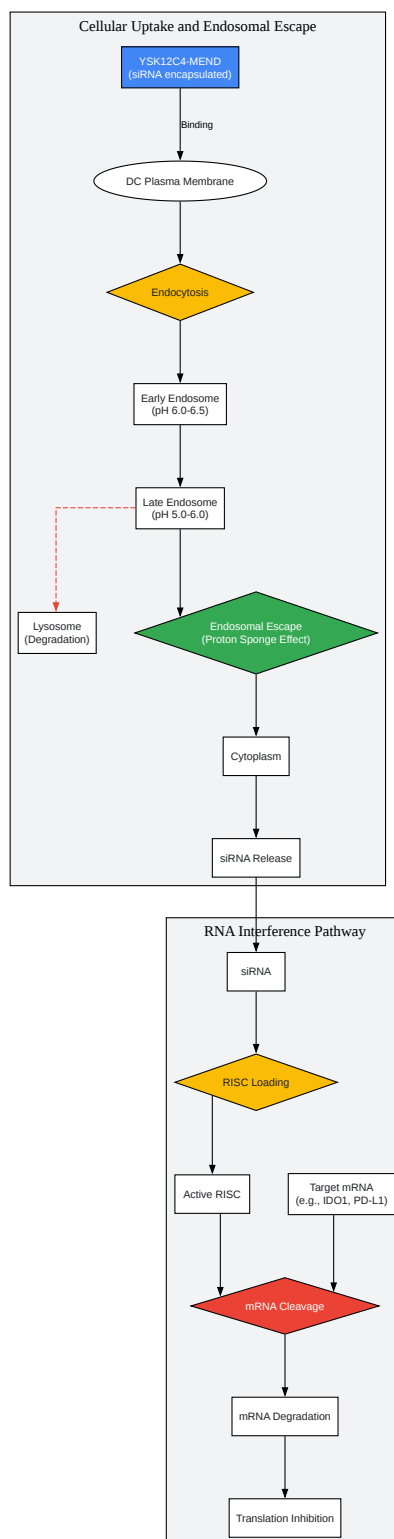 Cellular Uptake and Endosomal Escape
YSK12C4-MEND
(siRNA encapsulated)
Binding
DC Plasma Membrane
Endocytosis
Early Endosome
(pH 6.0-6.5)
Late Endosome
(pH 5.0-6.0)
Lysosome
(Degradation)
Endosomal Escape
(Proton Sponge Effect)
Cytoplasm
siRNA Release
RNA Interference Pathway
siRNA
RISC Loading
Active RISC
Target mRNA
(e.g., IDO1, PD-L1)
mRNA Cleavage
mRNA Degradation
Translation Inhibition